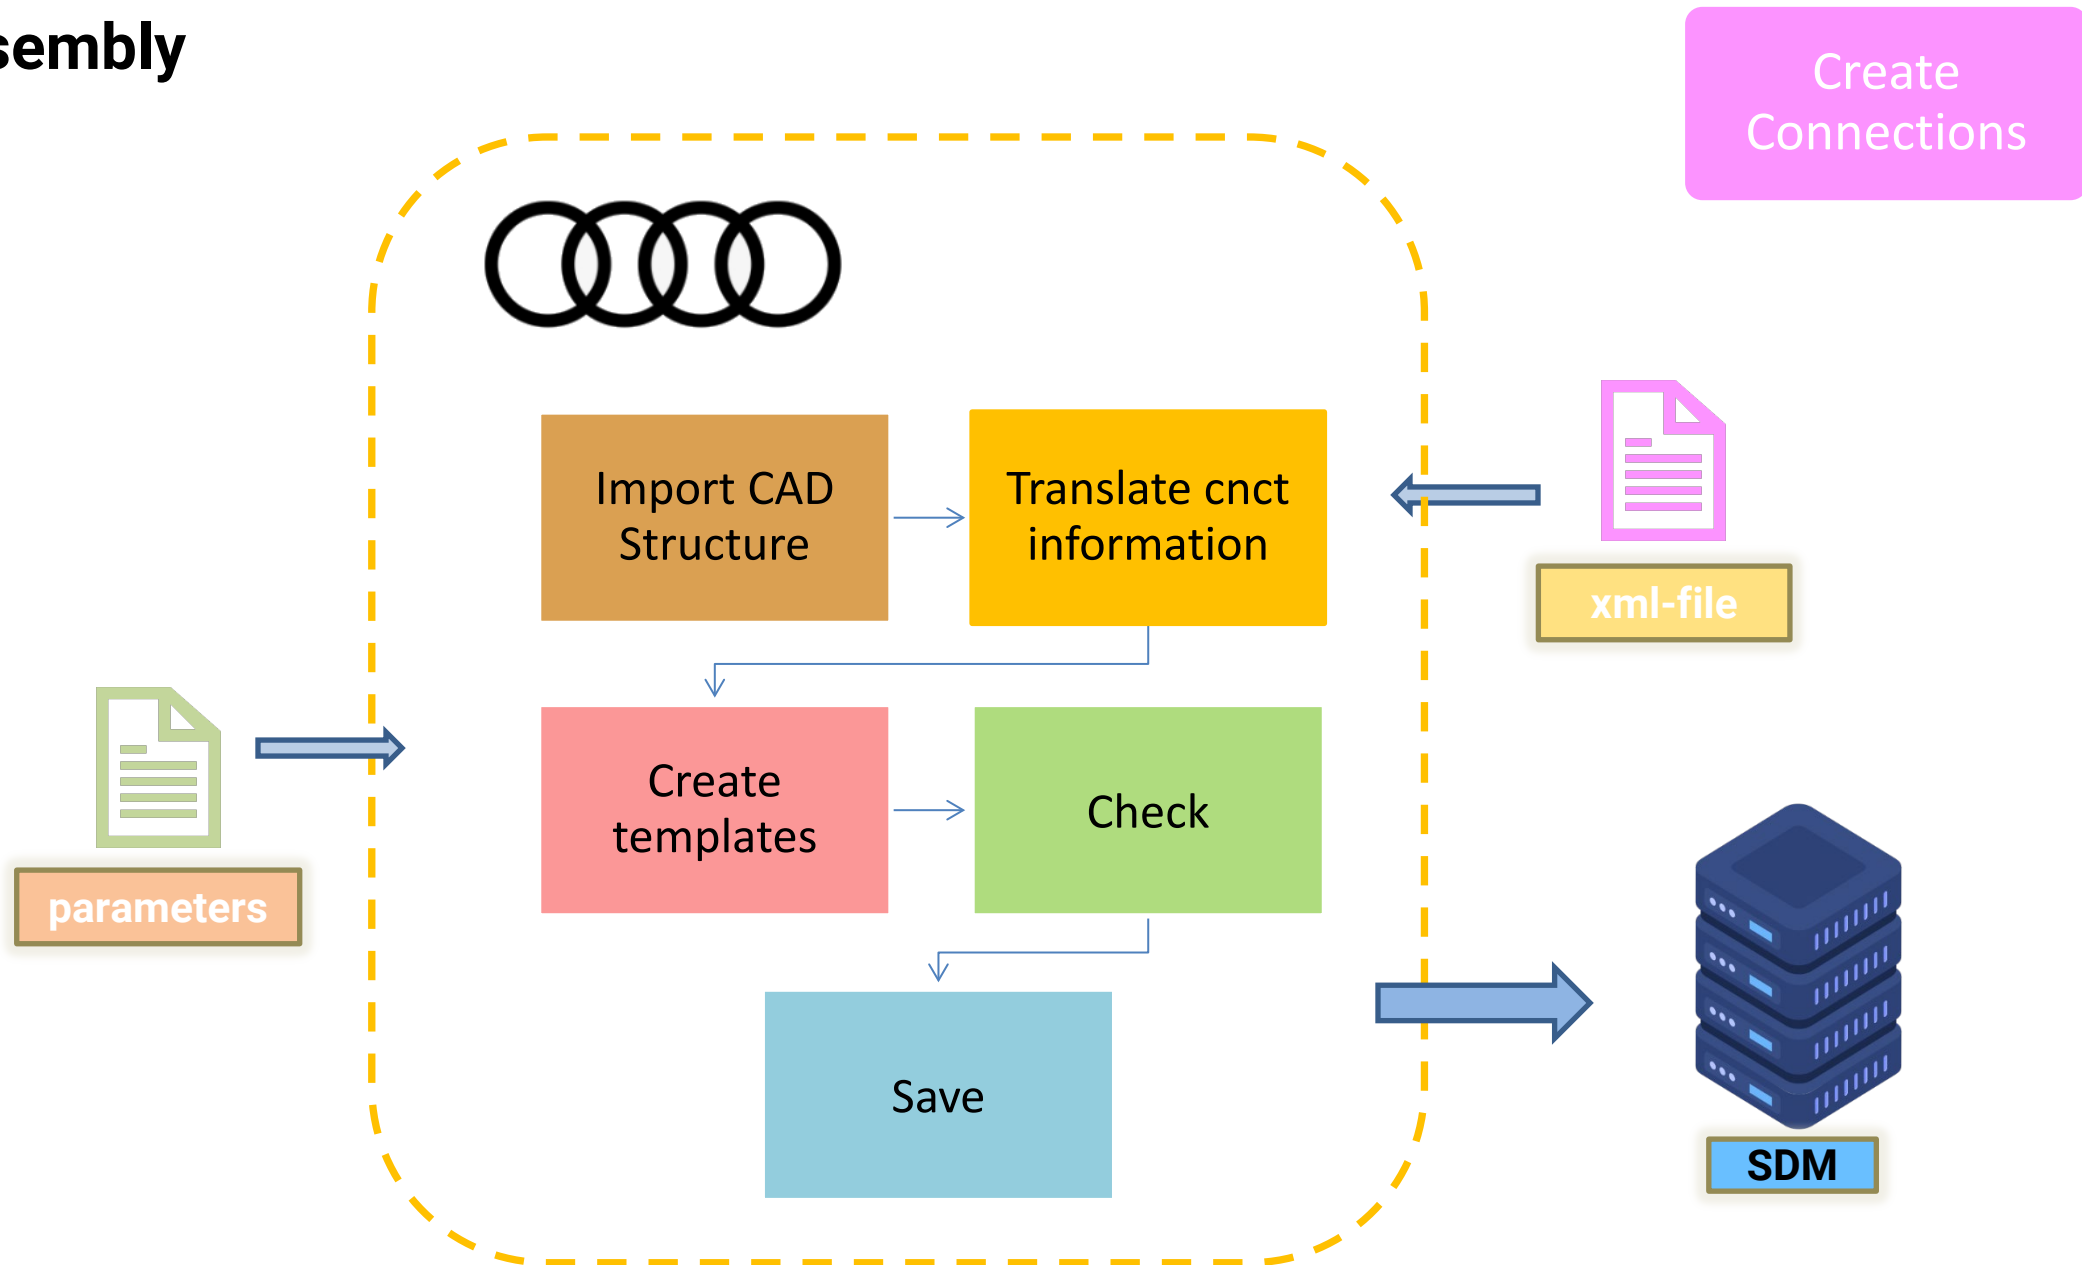 sembly
Create
Connections
Import CAD
Structure
Translate cnct
information
xml-file
Create
templates
Check
parameters
Save
SDM